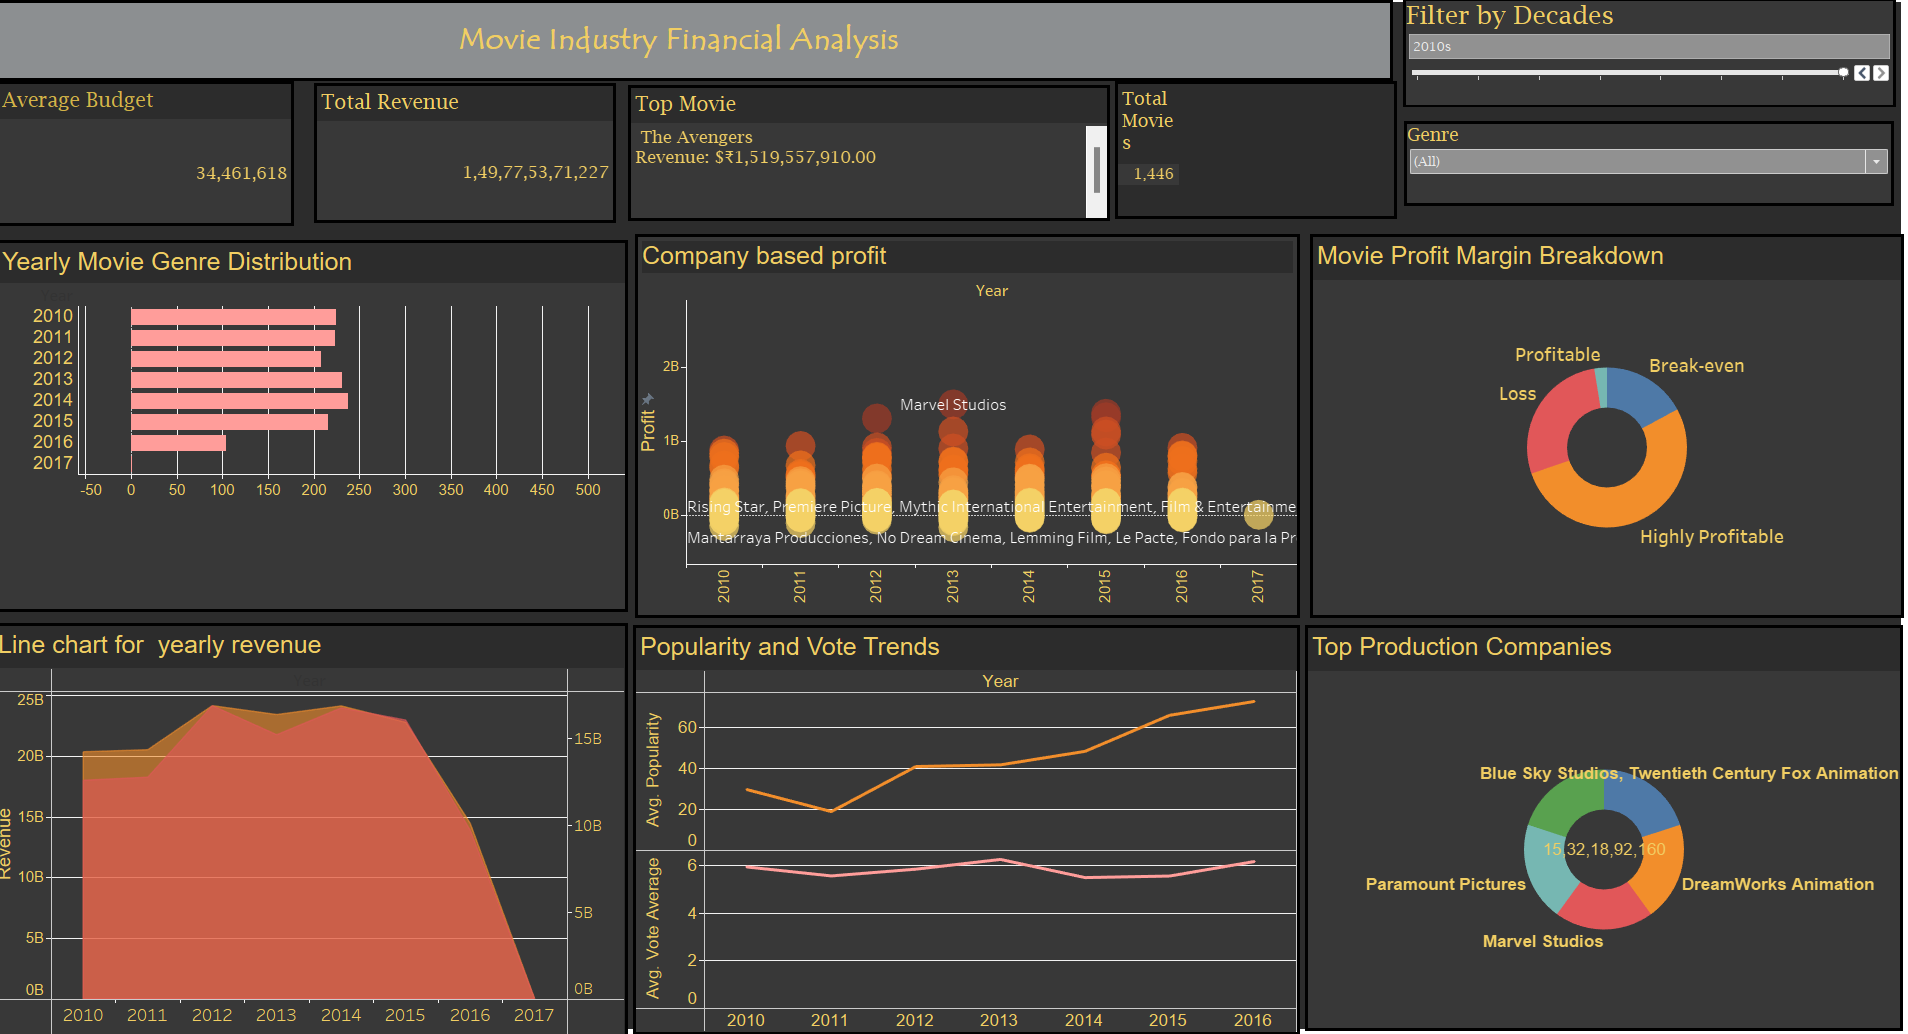 Movie Industry Financial Analysis
Filter by Decades
2010s
Average Budget
34,461,618
Total Revenue
1,49,77,53,71,227
Top Movie
The Avengers
Revenue: $₹1,519,557,910.00
Total
Movie
s
1,446
Genre
(All)
Yearly Movie Genre Distribution
Year
2010
2011
2012
2013
2014
2015
2016
2017
-50 0 50 100 150 200 250 300 350 400 450 500
Company based profit
Year
Profit
2B
1B
0B
Marvel Studios
Rising Star, Premiere Picture, Mythic International Entertainment, Film & Entertainme
Mantarraya Producciones, No Dream Cinema, Lemming Film, Le Pacte, Fondo para la Pr
2010 2011 2012 2013 2014 2015 2016 2017
Movie Profit Margin Breakdown
Profitable
Break-even
Loss
Highly Profitable
Line chart for  yearly revenue
Year
Revenue
25B
20B
15B
10B
5B
0B
15B
10B
5B
0B
2010 2011 2012 2013 2014 2015 2016 2017
Popularity and Vote Trends
Year
Avg. Popularity
60
40
20
0
Avg. Vote Average
6
4
2
0
2010 2011 2012 2013 2014 2015 2016
Top Production Companies
Blue Sky Studios, Twentieth Century Fox Animation
15,32,18,92,160
Paramount Pictures
DreamWorks Animation
Marvel Studios